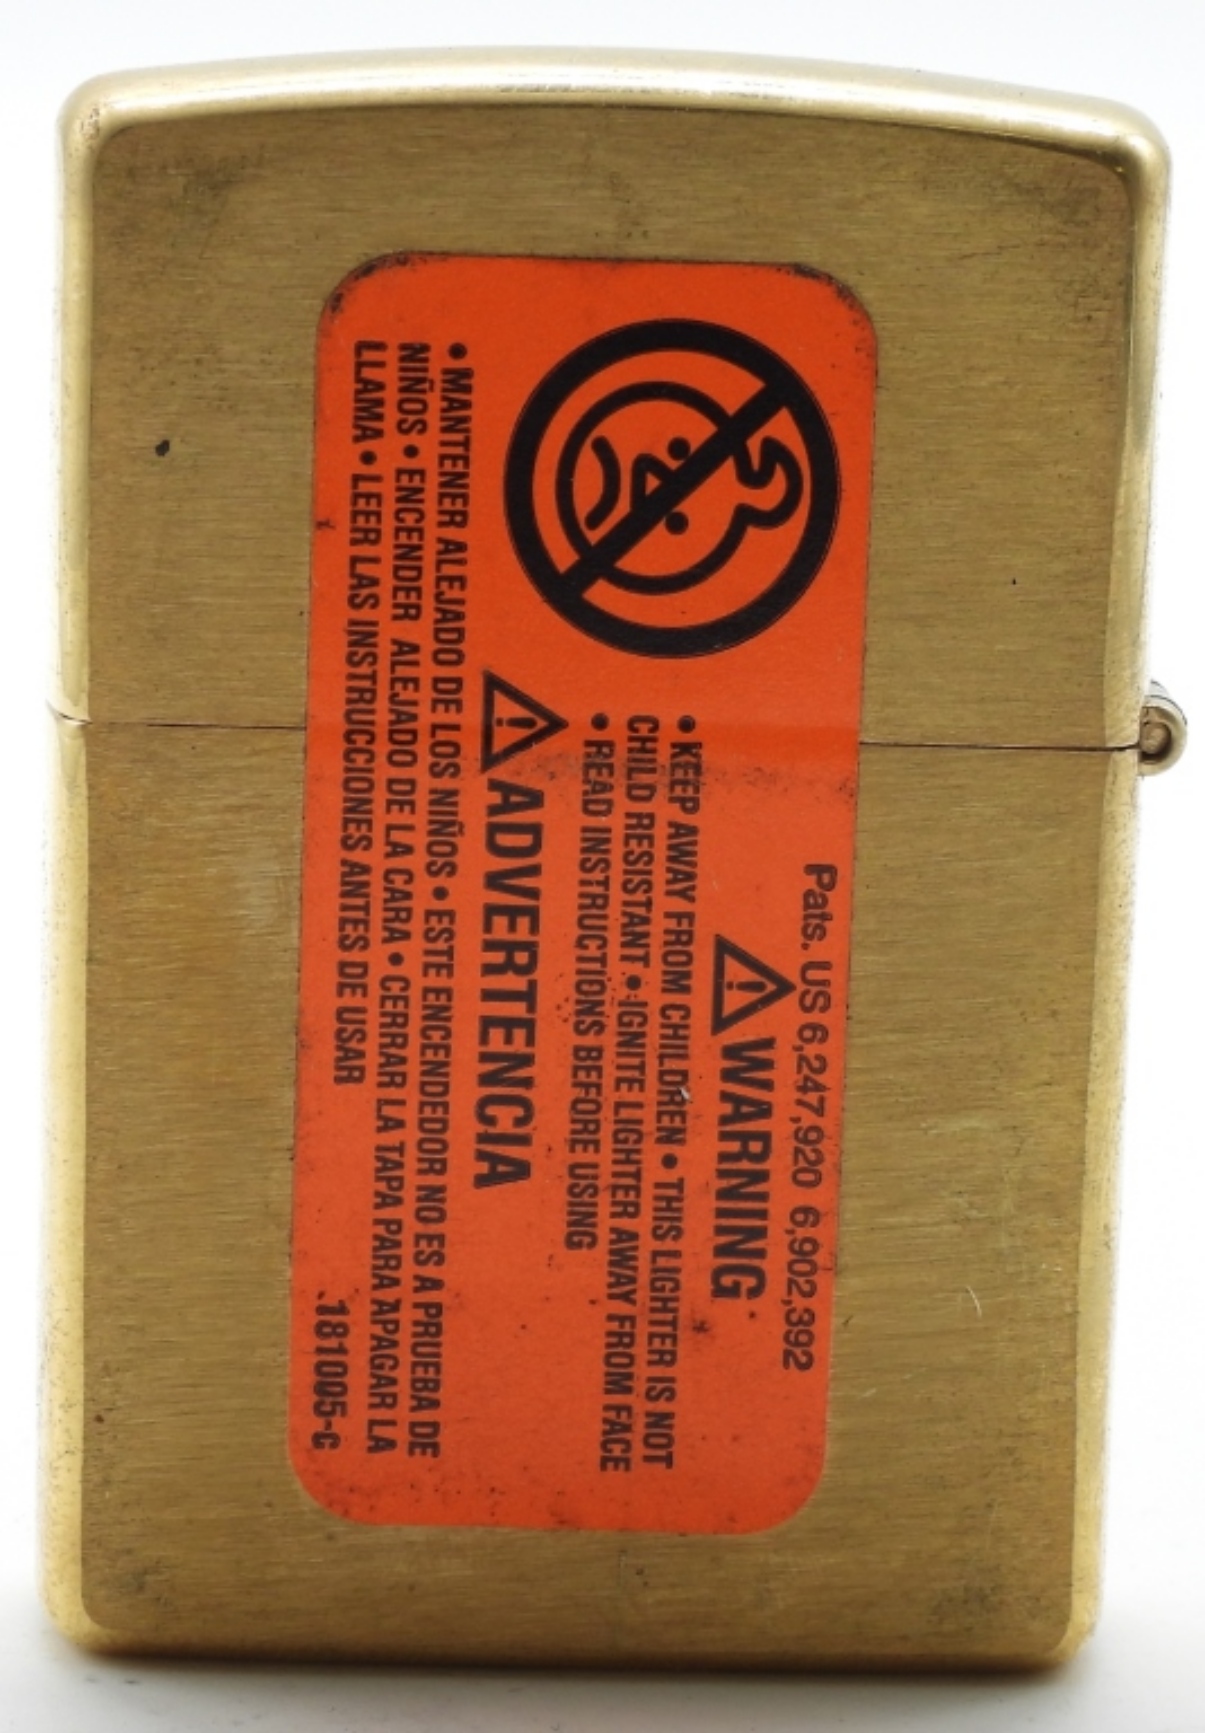 Pats. US 6,247,920 6,902,392
WARNING
• KEEP AWAY FROM CHILDREN • THIS LIGHTER IS NOT
CHILD RESISTANT • IGNITE LIGHTER AWAY FROM FACE
• READ INSTRUCTIONS BEFORE USING
ADVERTENCIA
• MANTENER ALEJADO DE LOS NIÑOS • ESTE ENCENDEDOR NO ES A PRUEBA DE
NIÑOS • ENCENDER ALEJADO DE LA CARA • CERRAR LA TAPA PARA APAGAR LA
LLAMA • LEER LAS INSTRUCCIONES ANTES DE USAR
181005-C